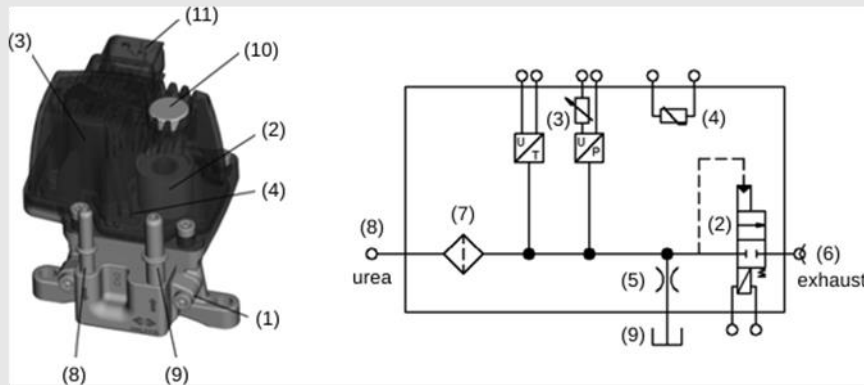 (11)
(3)
(10)
(2)
(4)
(1)
(8)
(9)
(3)
(4)
U
T
U
P
(8)
(7)
(2)
(6)
urea
(5)
exhaust
(9)